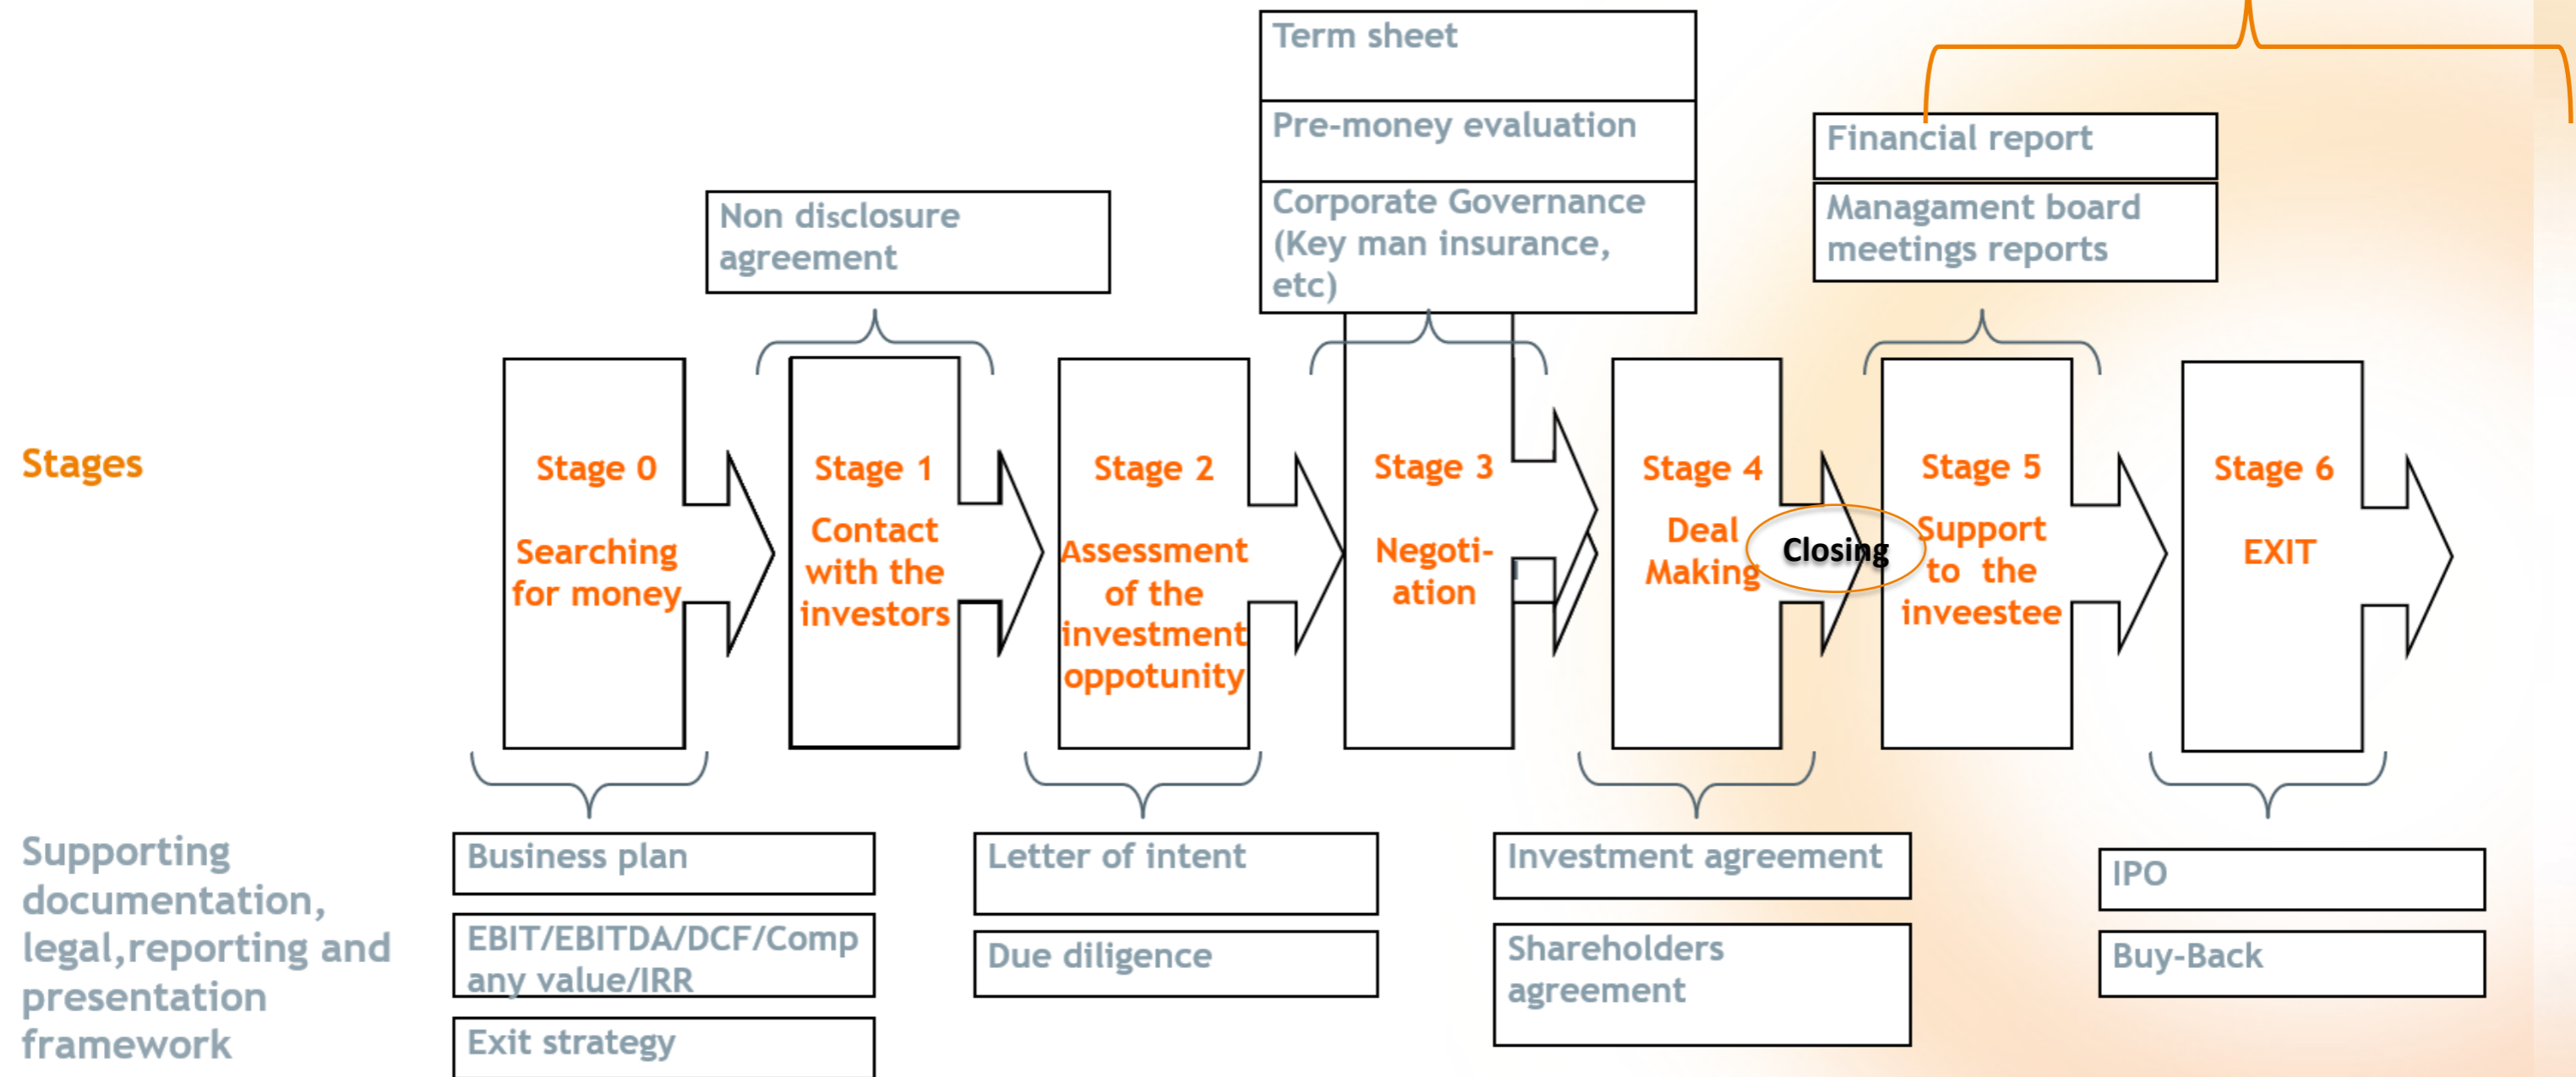 Term sheet
Pre-money evaluation
Corporate Governance
(Key man insurance,
etc)
Financial report
Managament board
meetings reports
Non disclosure
agreement
Stages
Stage 0
Searching
for money
Stage 1
Contact
with the
investors
Stage 2
Assessment
of the
investment
oppotunity
Stage 3
Negoti-
ation
Stage 4
Deal
Making
Closing
Stage 5
Support
to the
inveestee
Stage 6
EXIT
Supporting
documentation,
legal,reporting and
presentation
framework
Business plan
EBIT/EBITDA/DCF/Comp
any value/IRR
Exit strategy
Letter of intent
Due diligence
Investment agreement
Shareholders
agreement
IPO
Buy-Back